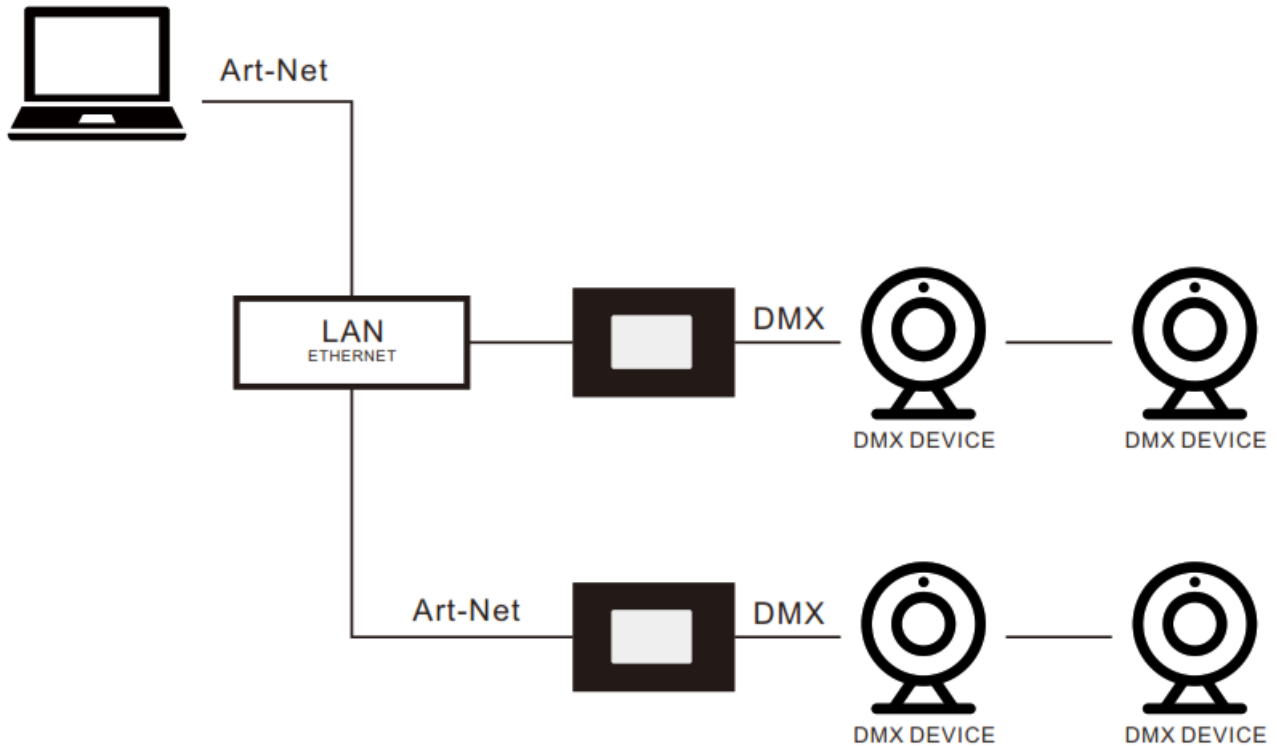 Art-Net
LAN
ETHERNET
DMX
DMX DEVICE
DMX DEVICE
Art-Net
DMX
DMX DEVICE
DMX DEVICE